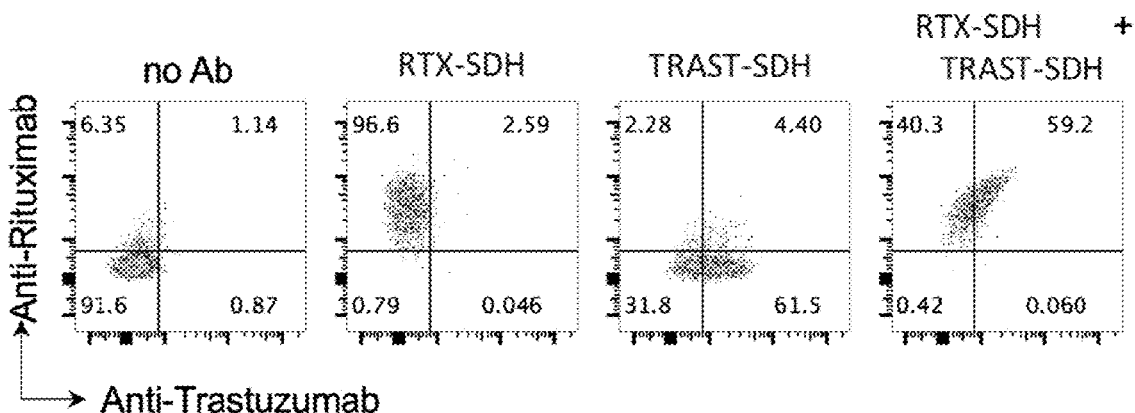 RTX-SDH +
no Ab RTX-SDH TRAST-SDH TRAST-SDH
6.35 1.14 96.6 2.59 2.28 4.40 40.3 59.2
Anti-Rituximab
91.6 0.87 0.79 0.046 31.8 61.5 0.42 0.060
Anti-Trastuzumab